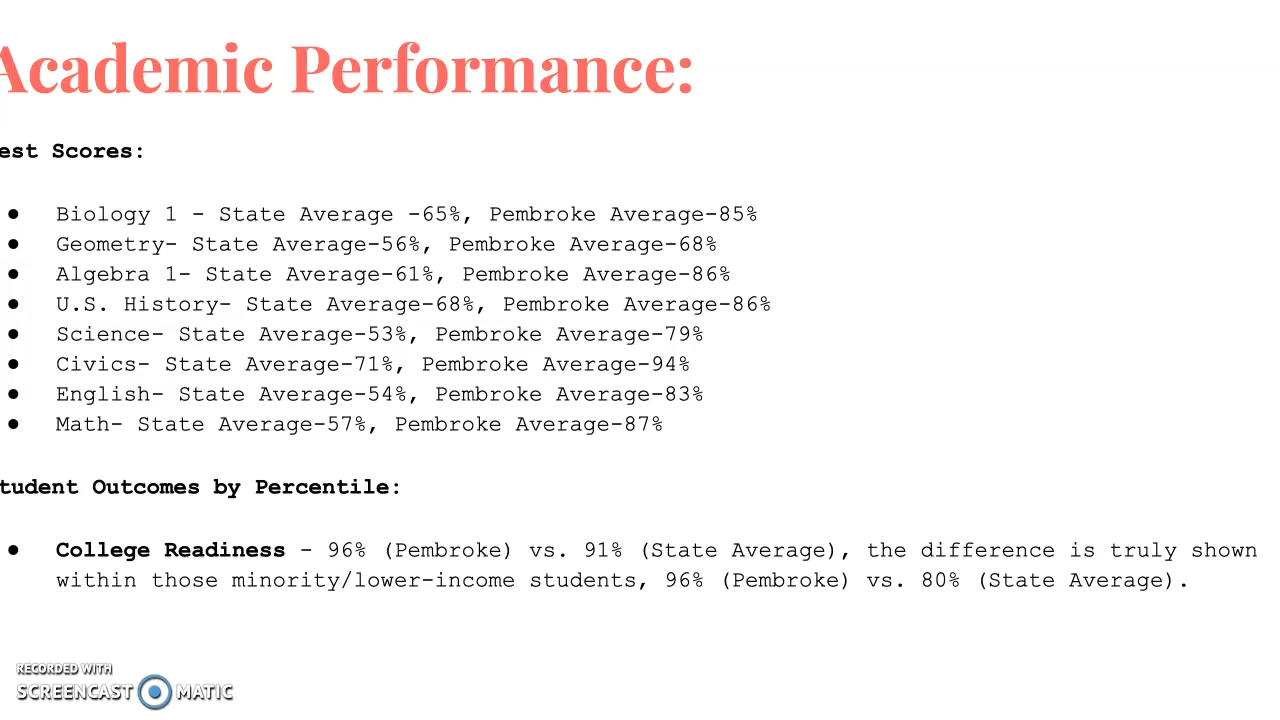 Academic Performance:
est Scores:
● Biology 1 - State Average -65%, Pembroke Average-85%
● Geometry- State Average-56%, Pembroke Average-68%
● Algebra 1- State Average-61%, Pembroke Average-86%
● U.S. History- State Average-68%, Pembroke Average-86%
● Science- State Average-53%, Pembroke Average-79%
● Civics- State Average-71%, Pembroke Average-94%
● English- State Average-54%, Pembroke Average-83%
● Math- State Average-57%, Pembroke Average-87%
tudent Outcomes by Percentile:
● College Readiness - 96% (Pembroke) vs. 91% (State Average), the difference is truly shown
within those minority/lower-income students, 96% (Pembroke) vs. 80% (State Average).
RECORDED WITH
SCREENCAST MATIC